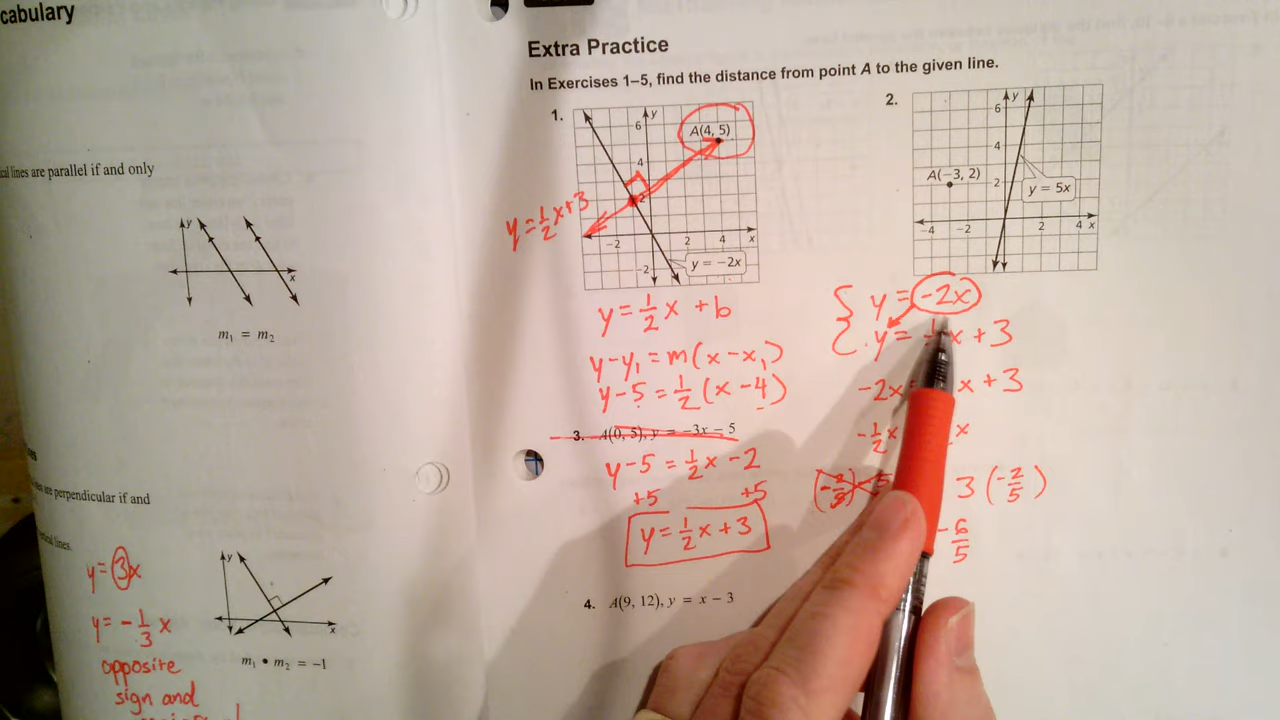 cabulary
cal lines are parallel if and only
y
x
m₁ = m₂
es are perpendicular if and
lines.
y = 3x
y = -1/3 x
opposite
sign and
y
x
m₁ • m₂ = -1
Extra Practice
In Exercises 1–5, find the distance from point A to the given line.
1.
y
6
A(4, 5)
4
-2
2
4
x
-2
y = -2x
y = 1/2 x + 3
2.
y
6
4
A(-3, 2)
2
y = 5x
-4
-2
2
4 x
y = 1/2 x + b
y - y₁ = m(x - x₁)
y - 5 = 1/2 (x - 4)
3. A(0, 5), y = -3x - 5
y - 5 = 1/2 x - 2
+5 +5
y = 1/2 x + 3
4. A(9, 12), y = x - 3
{ y = -2x
y = x + 3
-2x x + 3
-1/2 x x
3 (-2/5)
-6/5